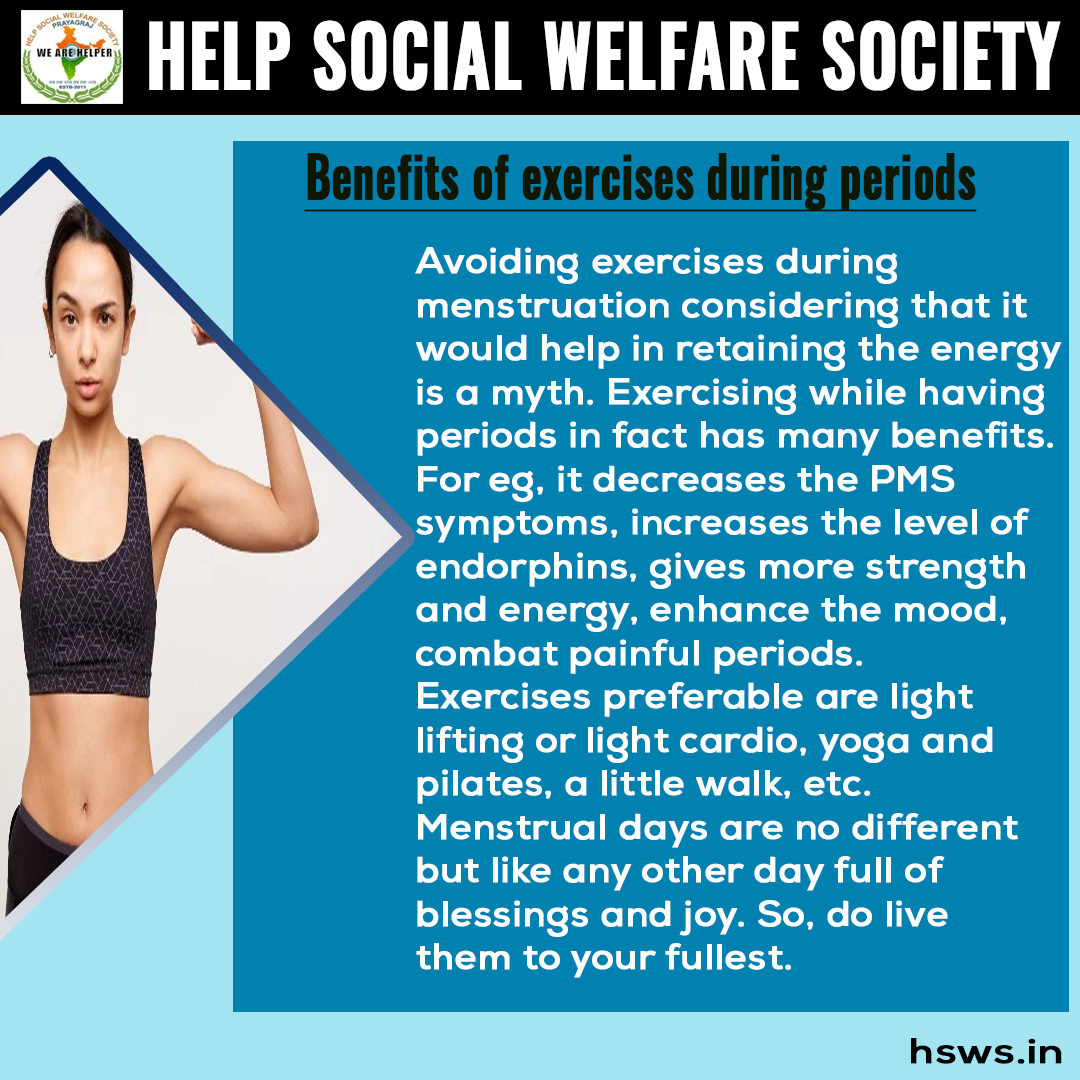 HELP SOCIAL WELFARE SOCIETY
PRAYAGRAJ
WE ARE HELPER
ESTD-2011
HELP SOCIAL WELFARE SOCIETY
Benefits of exercises during periods
Avoiding exercises during
menstruation considering that it
would help in retaining the energy
is a myth. Exercising while having
periods in fact has many benefits.
For eg, it decreases the PMS
symptoms, increases the level of
endorphins, gives more strength
and energy, enhance the mood,
combat painful periods.
Exercises preferable are light
lifting or light cardio, yoga and
pilates, a little walk, etc.
Menstrual days are no different
but like any other day full of
blessings and joy. So, do live
them to your fullest.
hsws.in